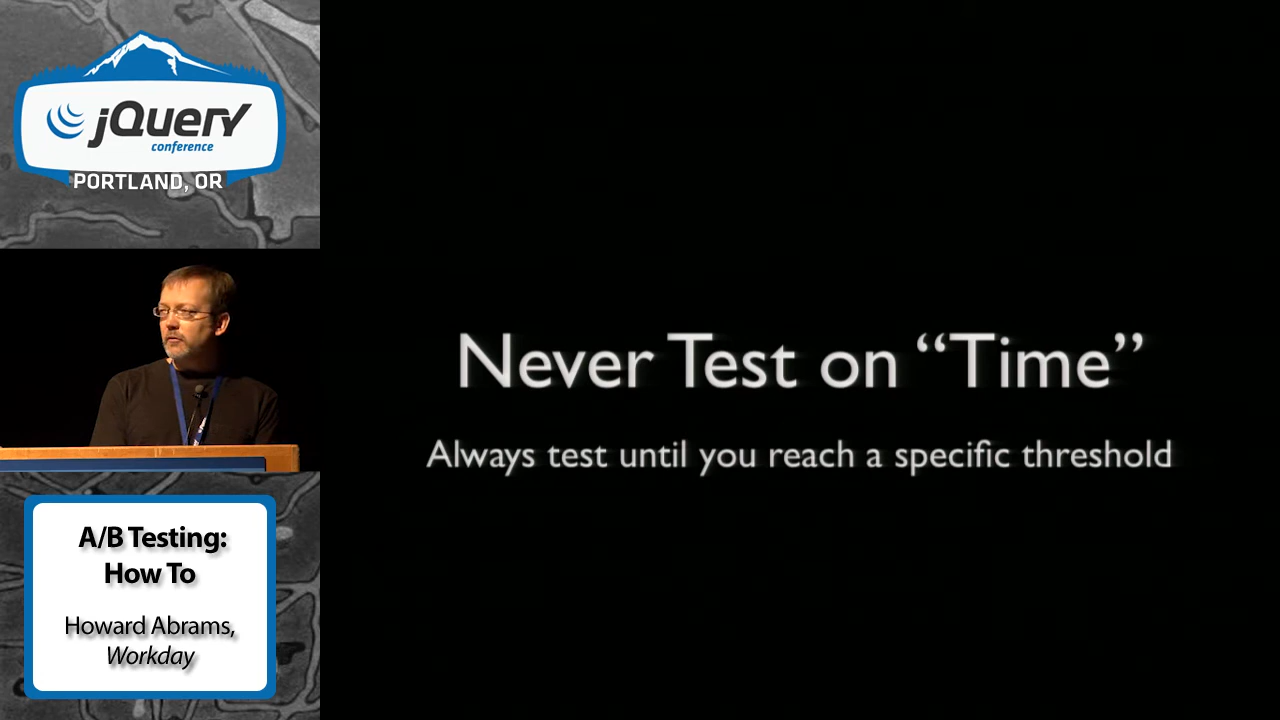 jQuery
conference
PORTLAND, OR
Never Test on “Time”
Always test until you reach a specific threshold
A/B Testing:
How To
Howard Abrams,
Workday